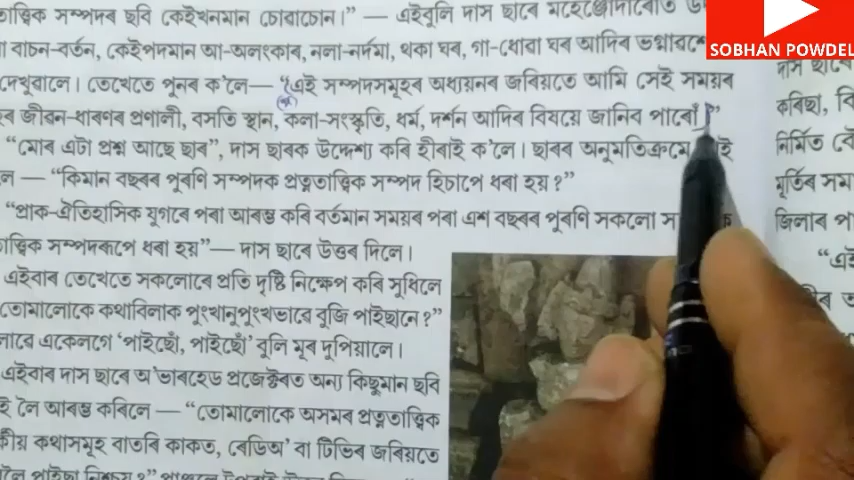 তাত্ত্বিক সম্পদৰ ছবি কেইখনমান চোৱাচোন।” — এইবুলি দাস ছাৰে মহেঞ্জোদাৰোত
বাচন-বৰ্তন, কেইপদমান আ-অলংকাৰ, নলা-নৰ্দমা, থকা ঘৰ, গা-ধোৱা ঘৰ আদিৰ
দেখুৱালে। তেখেতে পুনৰ ক’লে— “এই সম্পদসমূহৰ অধ্যয়নৰ জৰিয়তে আমি সেই সময়ৰ
জীৱন-ধাৰণৰ প্ৰণালী, বসতি স্থান, কলা-সংস্কৃতি, ধৰ্ম, দৰ্শন আদিৰ বিষয়ে জানিব পাৰোঁ।”
“মোৰ এটা প্ৰশ্ন আছে ছাৰ”, দাস ছাৰক উদ্দেশ্য কৰি হীৰাই ক’লে। ছাৰৰ অনুমতিক্ৰমে
— “কিমান বছৰৰ পুৰণি সম্পদক প্ৰত্নতাত্ত্বিক সম্পদ হিচাপে ধৰা হয়?”
“প্ৰাক-ঐতিহাসিক যুগৰে পৰা আৰম্ভ কৰি বৰ্তমান সময়ৰ পৰা এশ বছৰৰ পুৰণি সকলো
তাত্ত্বিক সম্পদৰূপে ধৰা হয়”— দাস ছাৰে উত্তৰ দিলে।
এইবাৰ তেখেতে সকলোৰে প্ৰতি দৃষ্টি নিক্ষেপ কৰি সুধিলে
তোমালোকে কথাবিলাক পুংখানুপুংখভাৱে বুজি পাইছানে?”
একেলগে ‘পাইছোঁ, পাইছোঁ’ বুলি মূৰ দুপিয়ালে।
এইবাৰ দাস ছাৰে অ’ভাৰহেড প্ৰজেক্টৰত অন্য কিছুমান ছবি
লৈ আৰম্ভ কৰিলে — “তোমালোকে অসমৰ প্ৰত্নতাত্ত্বিক
কথাসমূহ বাতৰি কাকত, ৰেডিঅ’ বা টিভিৰ জৰিয়তে
SOBHAN POWDEL
কৰিছা,
নিৰ্মিত
মূৰ্তিৰ
জিলাৰ
“এই